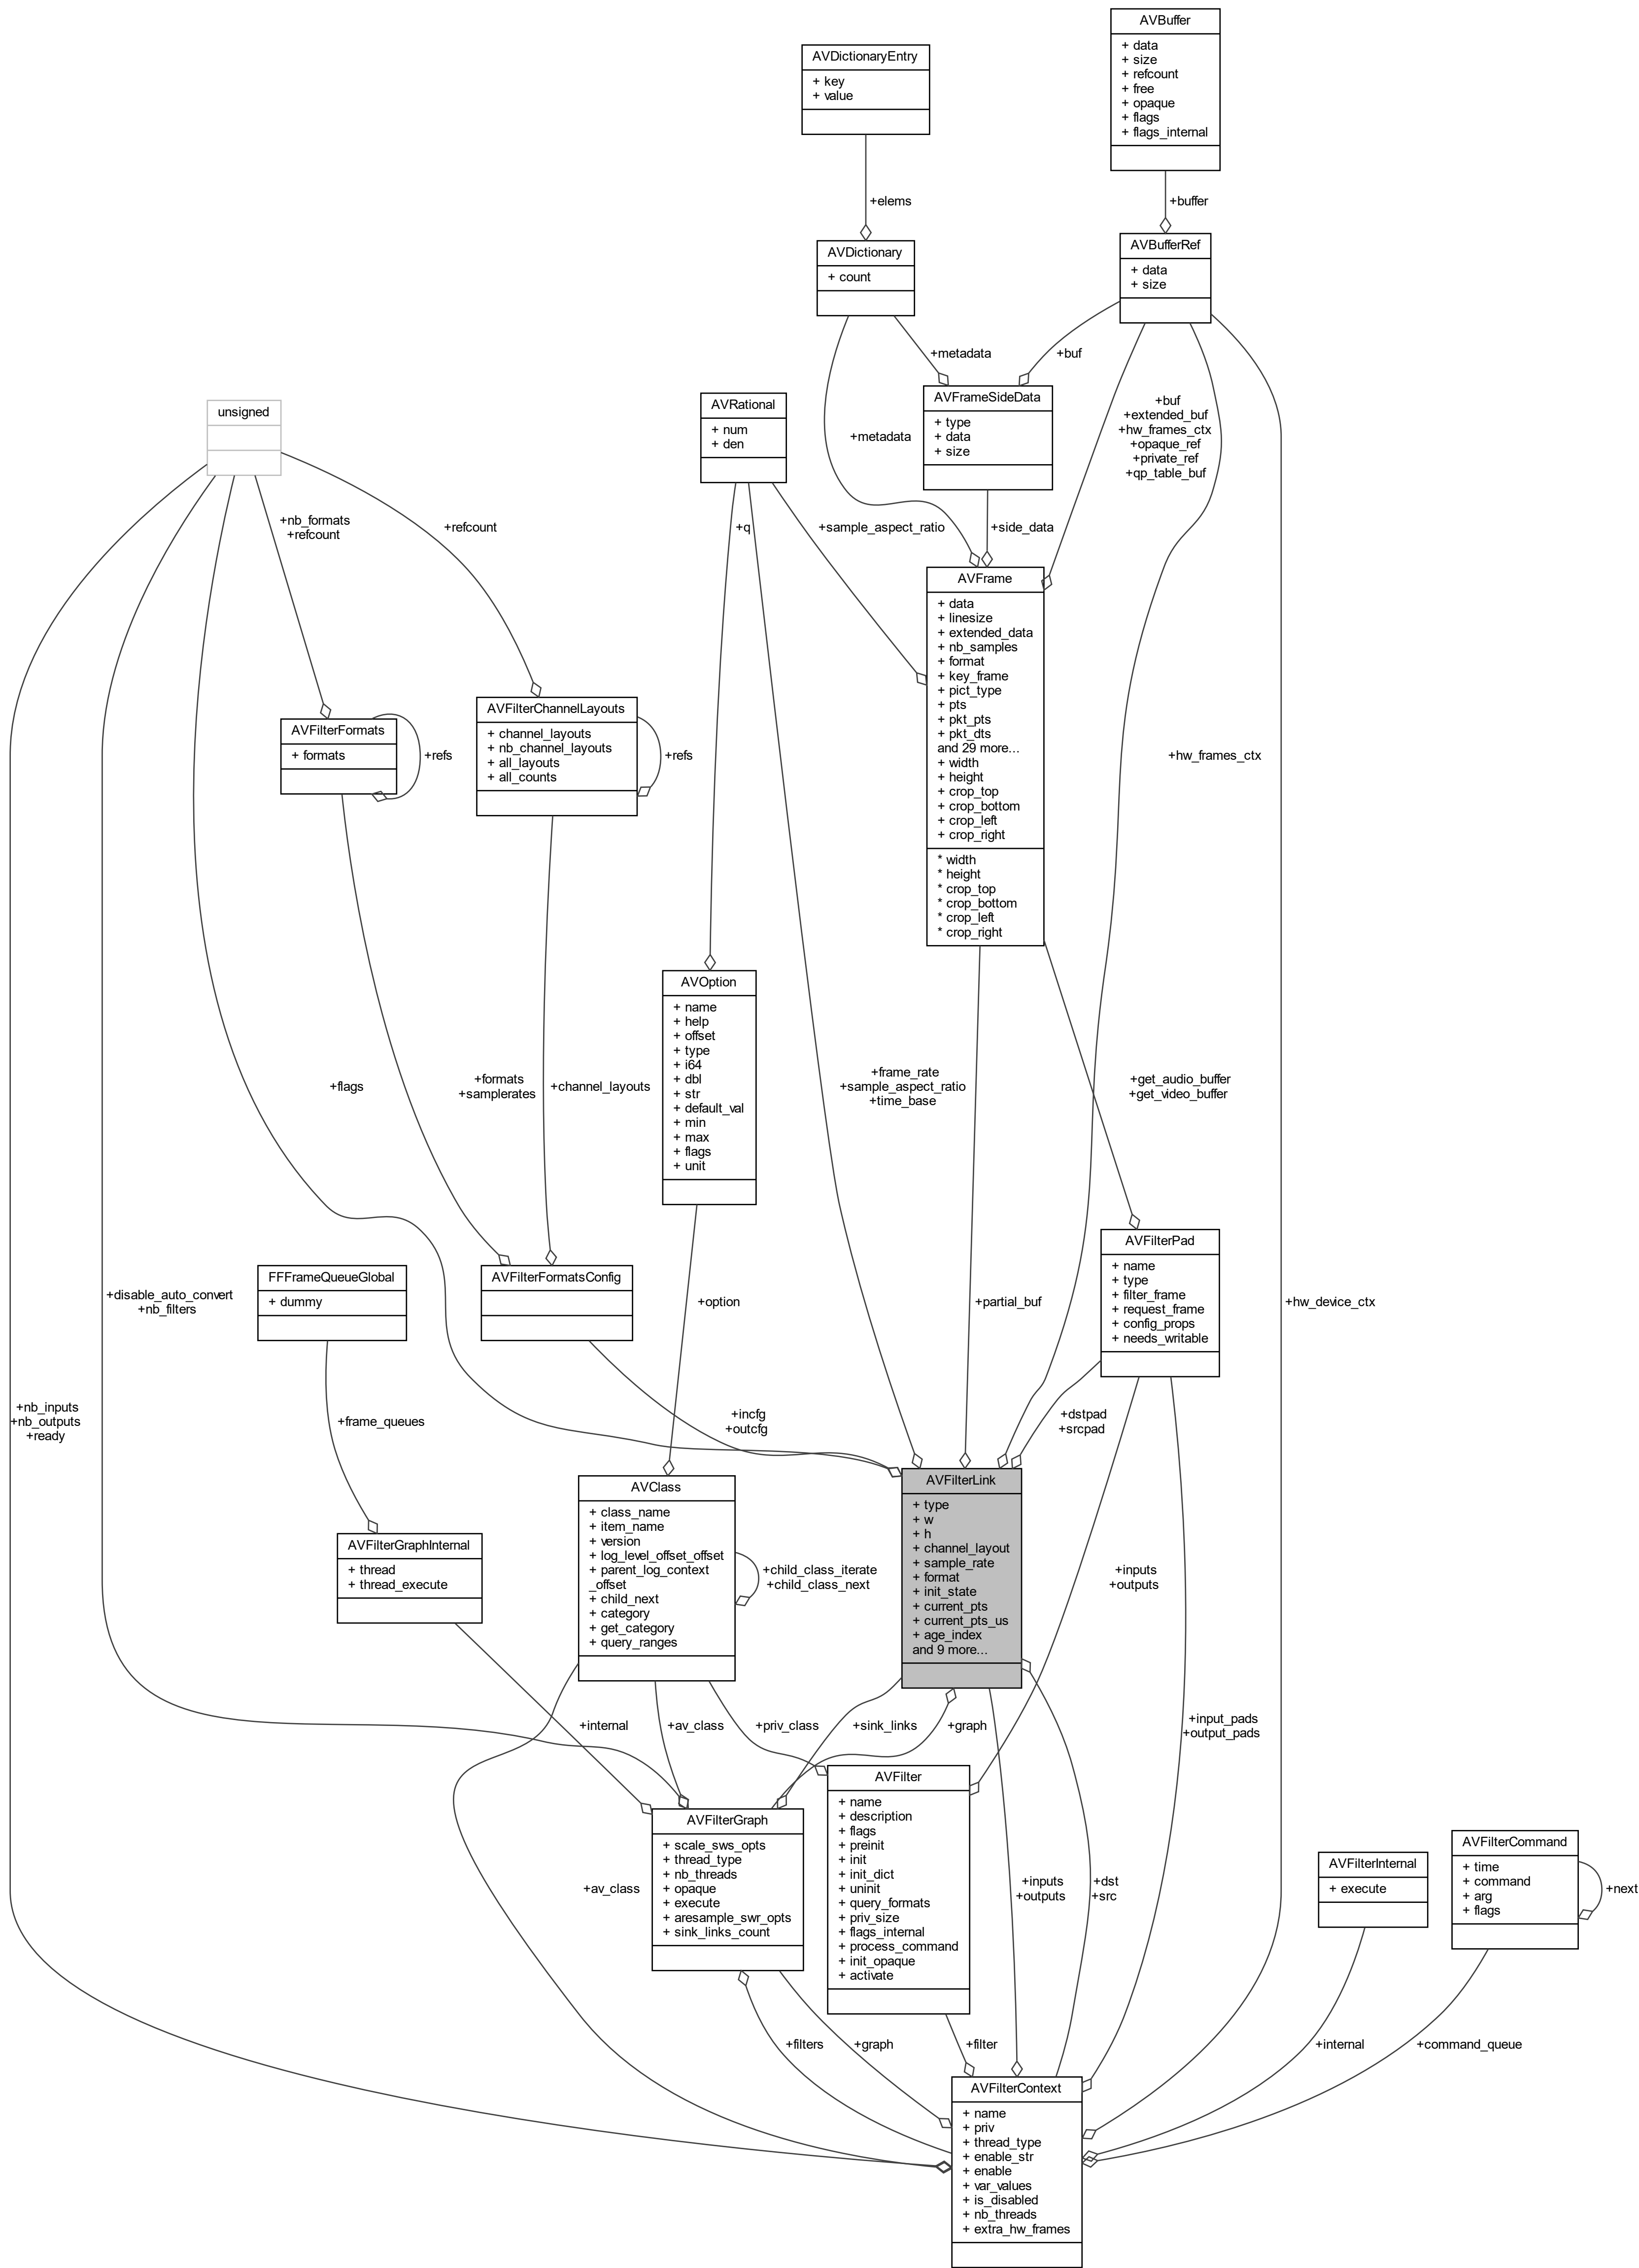 AVBuffer
+ data
+ size
+ refcount
+ free
+ opaque
+ flags
+ flags_internal
AVDictionaryEntry
+ key
+ value
+elems
+buffer
AVDictionary
+ count
AVBufferRef
+ data
+ size
+metadata
+buf
unsigned
AVRational
+ num
+ den
AVFrameSideData
+ type
+ data
+ size
+metadata
+buf
+extended_buf
+hw_frames_ctx
+opaque_ref
+private_ref
+qp_table_buf
+nb_formats
+refcount
+refcount
+q
+sample_aspect_ratio
+side_data
AVFrame
+ data
+ linesize
+ extended_data
+ nb_samples
+ format
+ key_frame
+ pict_type
+ pts
+ pkt_pts
+ pkt_dts
and 29 more...
+ width
+ height
+ crop_top
+ crop_bottom
+ crop_left
+ crop_right
* width
* height
* crop_top
* crop_bottom
* crop_left
* crop_right
AVFilterFormats
+ formats
+refs
AVFilterChannelLayouts
+ channel_layouts
+ nb_channel_layouts
+ all_layouts
+ all_counts
+refs
+hw_frames_ctx
AVOption
+ name
+ help
+ offset
+ type
+ i64
+ dbl
+ str
+ default_val
+ min
+ max
+ flags
+ unit
+flags
+formats
+samplerates
+channel_layouts
+frame_rate
+sample_aspect_ratio
+time_base
+get_audio_buffer
+get_video_buffer
AVFilterPad
+ name
+ type
+ filter_frame
+ request_frame
+ config_props
+ needs_writable
+disable_auto_convert
+nb_filters
FFFrameQueueGlobal
+ dummy
AVFilterFormatsConfig
+option
+partial_buf
+hw_device_ctx
+nb_inputs
+nb_outputs
+ready
+frame_queues
+incfg
+outcfg
+dstpad
+srcpad
AVFilterGraphInternal
+ thread
+ thread_execute
AVClass
+ class_name
+ item_name
+ version
+ log_level_offset_offset
+ parent_log_context
_offset
+ child_next
+ category
+ get_category
+ query_ranges
+child_class_iterate
+child_class_next
AVFilterLink
+ type
+ w
+ h
+ channel_layout
+ sample_rate
+ format
+ init_state
+ current_pts
+ current_pts_us
+ age_index
and 9 more...
+inputs
+outputs
+internal
+av_class
+priv_class
+sink_links
+graph
+input_pads
+output_pads
AVFilterGraph
+ scale_sws_opts
+ thread_type
+ nb_threads
+ opaque
+ execute
+ aresample_swr_opts
+ sink_links_count
AVFilter
+ name
+ description
+ flags
+ preinit
+ init
+ init_dict
+ uninit
+ query_formats
+ priv_size
+ flags_internal
+ process_command
+ init_opaque
+ activate
+av_class
+inputs
+outputs
+dst
+src
AVFilterInternal
+ execute
AVFilterCommand
+ time
+ command
+ arg
+ flags
+next
+filters
+graph
+filter
+internal
+command_queue
AVFilterContext
+ name
+ priv
+ thread_type
+ enable_str
+ enable
+ var_values
+ is_disabled
+ nb_threads
+ extra_hw_frames